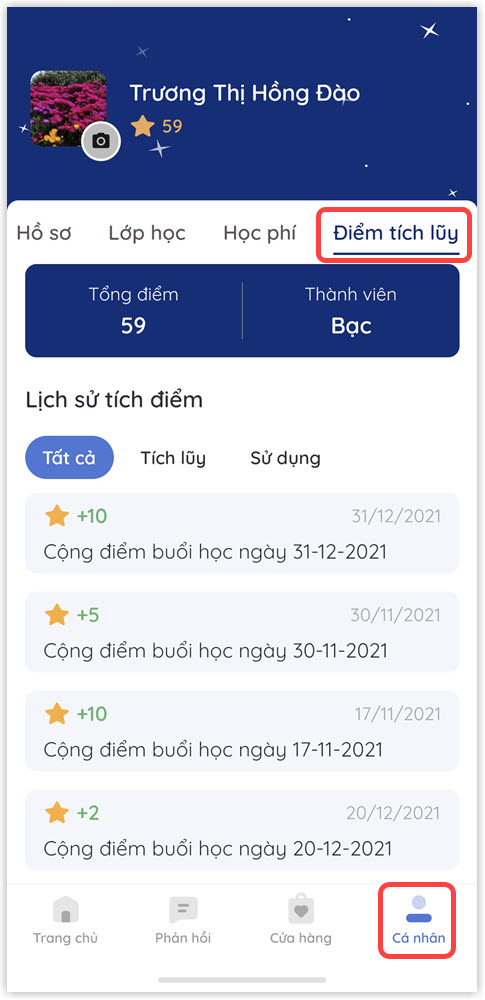 Trương Thị Hồng Đào
59
Hồ sơ Lớp học Học phí Điểm tích lũy
Tổng điểm Thành viên
59 Bạc
Lịch sử tích điểm
Tất cả Tích lũy Sử dụng
+10 31/12/2021
Cộng điểm buổi học ngày 31-12-2021
+5 30/11/2021
Cộng điểm buổi học ngày 30-11-2021
+10 17/11/2021
Cộng điểm buổi học ngày 17-11-2021
+2 20/12/2021
Cộng điểm buổi học ngày 20-12-2021
Trang chủ Phản hồi Cửa hàng Cá nhân